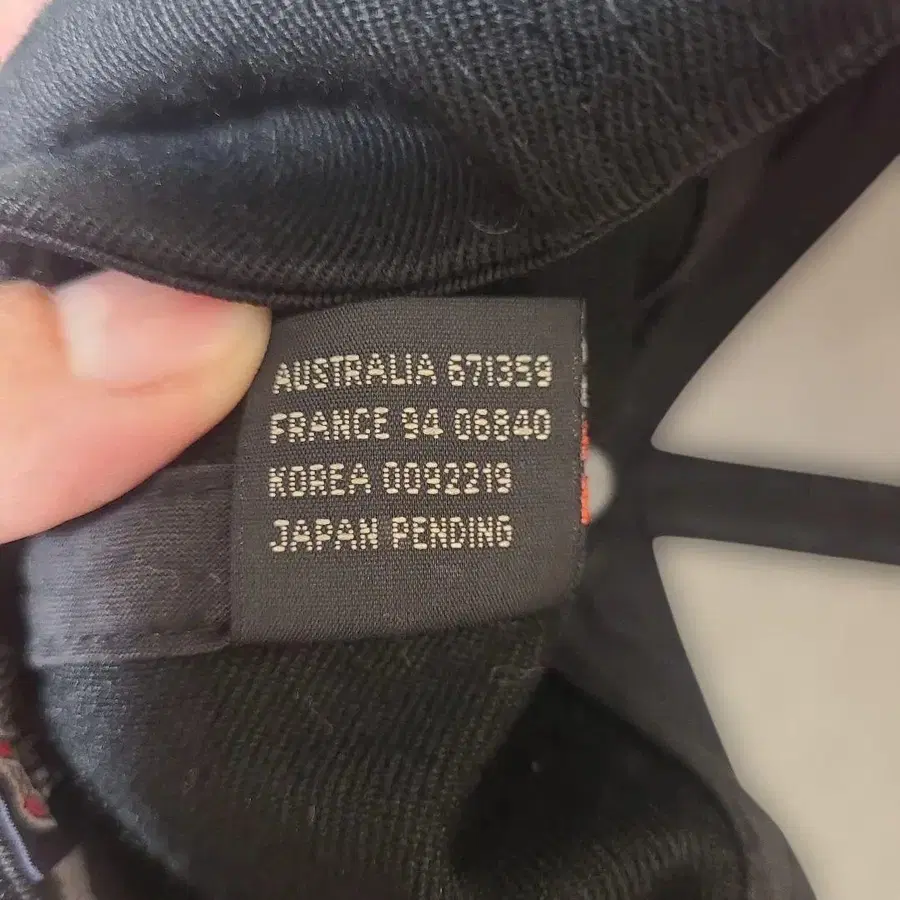 AUSTRALIA 671359
FRANCE 94 06840
KOREA 0092219
JAPAN PENDING